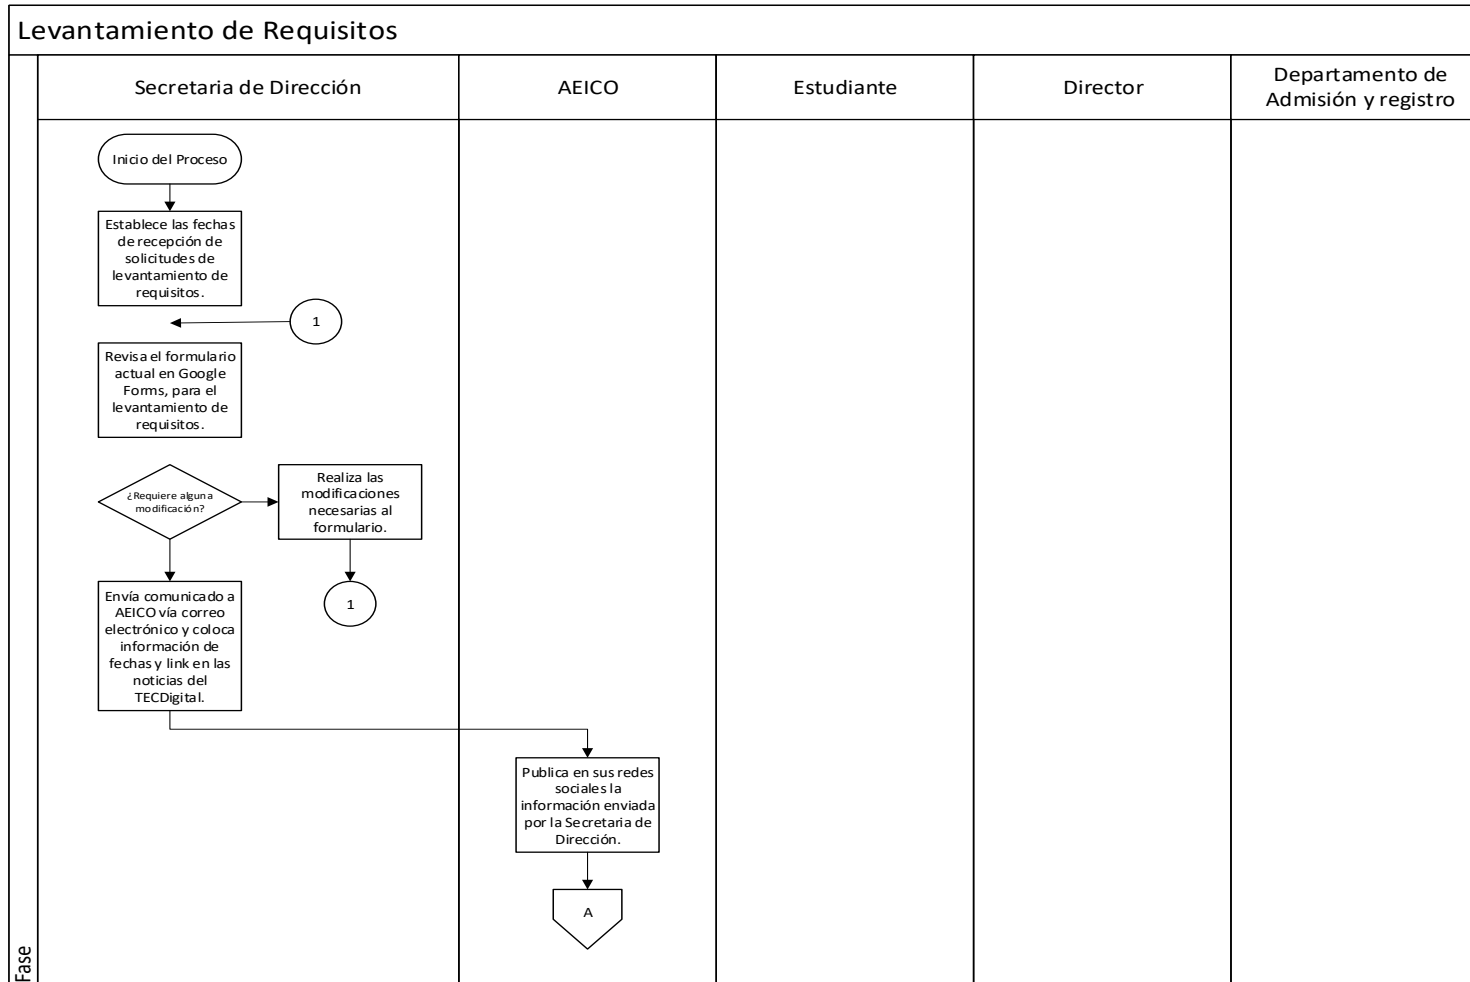 Levantamiento de Requisitos
Secretaria de Dirección
AEICO
Estudiante
Director
Departamento de
Admisión y registro
Inicio del Proceso
Establece las fechas
de recepción de
solicitudes de
levantamiento de
requisitos.
1
Revisa el formulario
actual en Google
Forms, para el
levantamiento de
requisitos.
¿Requiere alguna
modificación?
Realiza las
modificaciones
necesarias al
formulario.
1
Envía comunicado a
AEICO vía correo
electrónico y coloca
información de
fechas y link en las
noticias del
TECDigital.
Publica en sus redes
sociales la
información enviada
por la Secretaria de
Dirección.
A
Fase